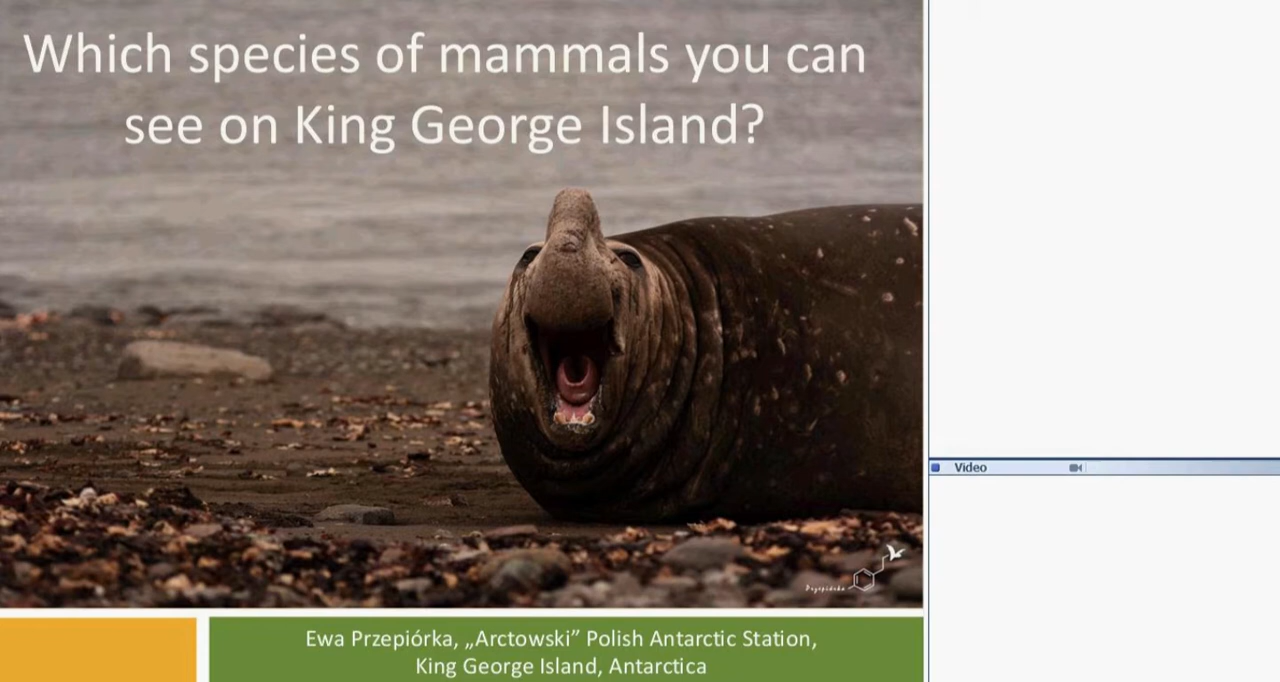 Which species of mammals you can
see on King George Island?
Przepiórka
Ewa Przepiórka, „Arctowski” Polish Antarctic Station,
King George Island, Antarctica
Video